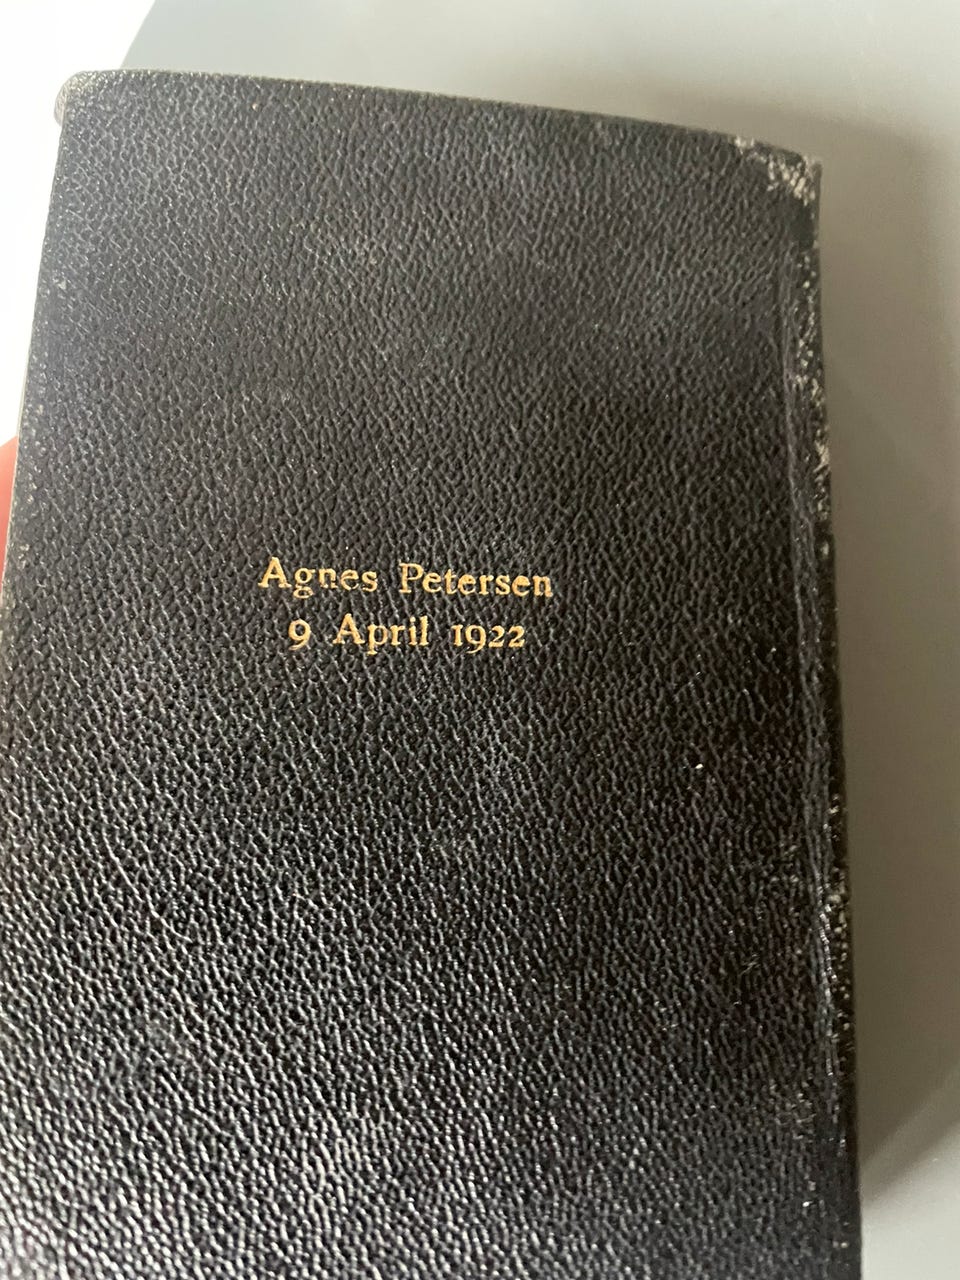 Agnes Petersen
9 April 1922